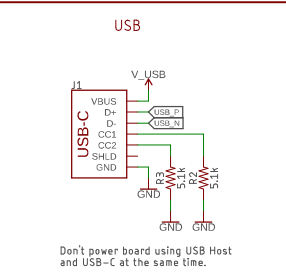 USB
V_USB
J1
USB-C
VBUS
D+
USB_P
D-
USB_N
CC1
CC2
SHLD
GND
R3
5.1k
R2
5.1k
GND
GND
GND
Don't power board using USB Host
and USB-C at the same time.